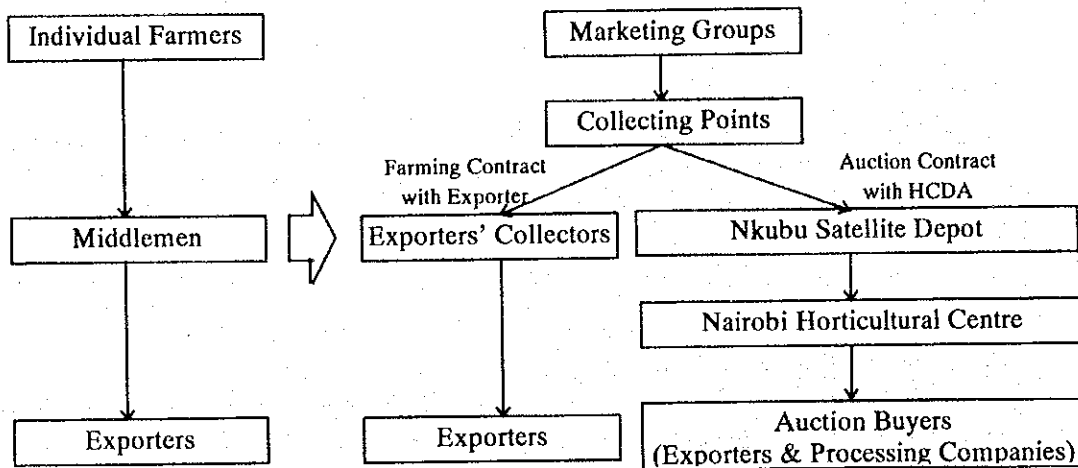 Individual Farmers
Middlemen
Exporters
Marketing Groups
Collecting Points
Farming Contract
with Exporter
Auction Contract
with HCDA
Exporters' Collectors
Nkubu Satellite Depot
Nairobi Horticultural Centre
Exporters
Auction Buyers
(Exporters & Processing Companies)